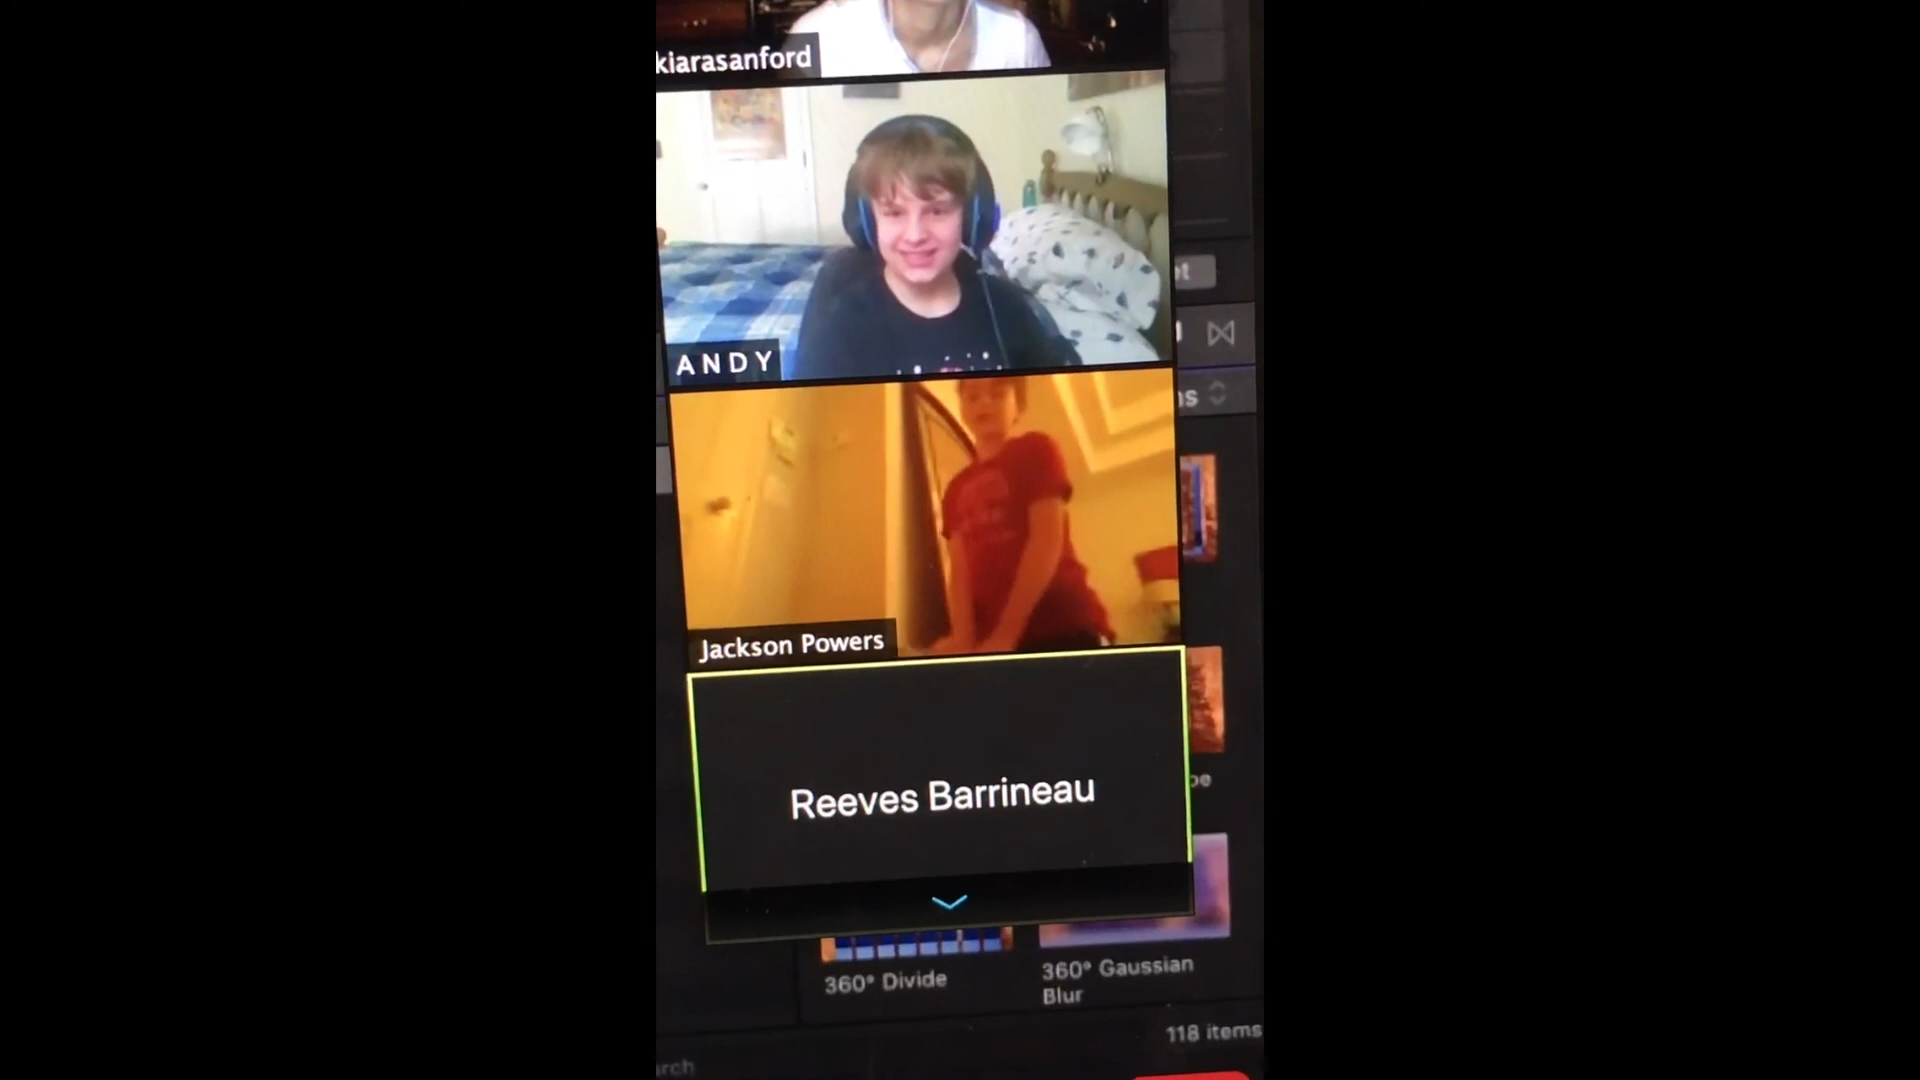 kiarasanford
ANDY
Jackson Powers
Reeves Barrineau
360° Divide
360° Gaussian
Blur
118 items